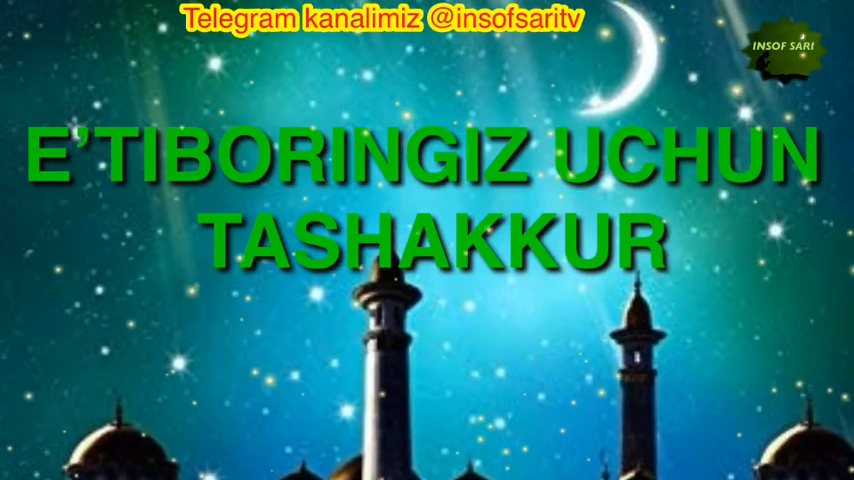 Telegram kanalimiz @insofsaritv
INSOF SARI
E’TIBORINGIZ UCHUN
TASHAKKUR